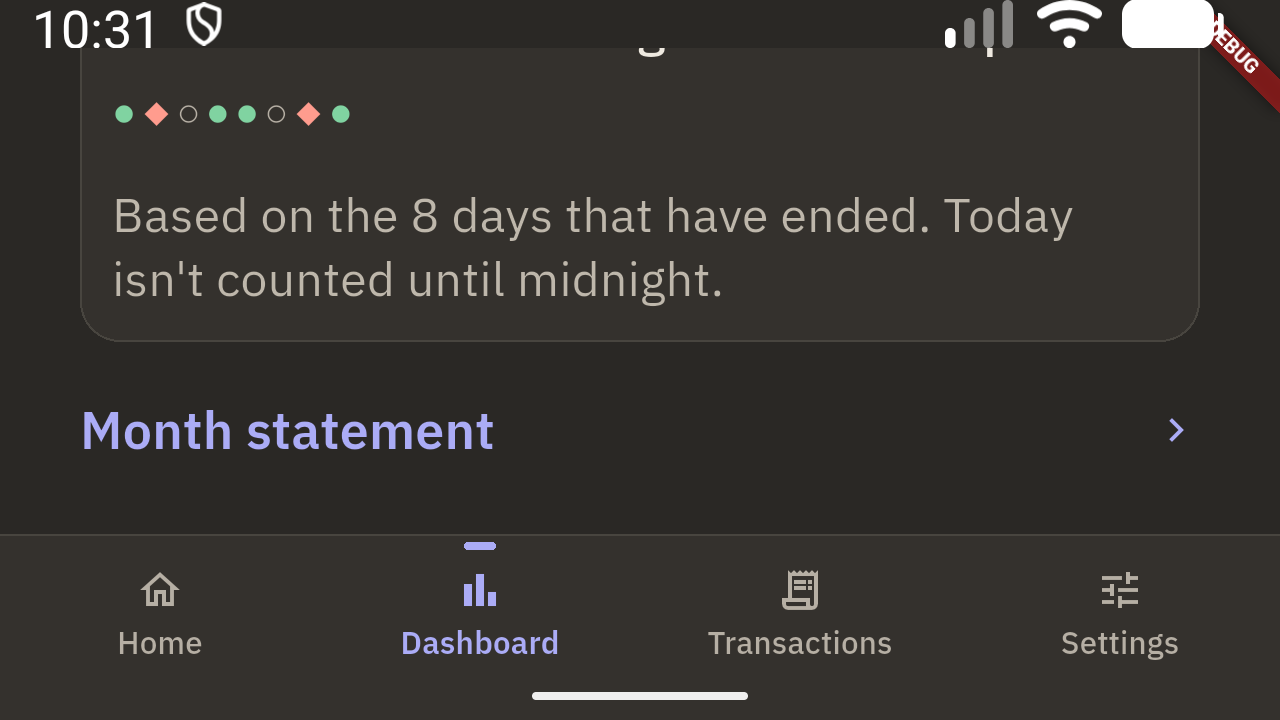 10:31
DEBUG
Based on the 8 days that have ended. Today
isn't counted until midnight.
Month statement
Home
Dashboard
Transactions
Settings